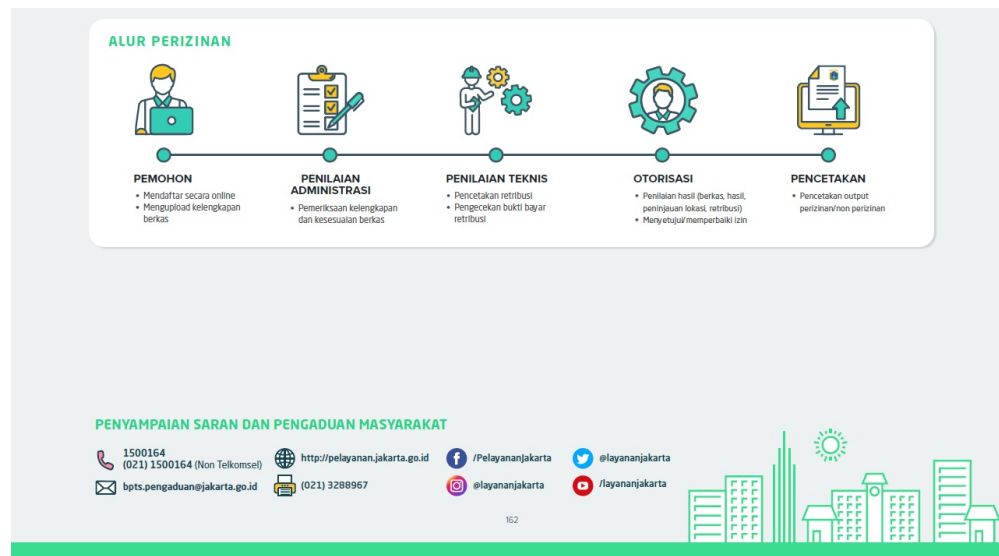 ALUR PERIZINAN
PEMOHON
• Mendaftar secara online
• Mengupload kelengkapan
berkas
PENILAIAN
ADMINISTRASI
• Pemeriksaan kelengkapan
dan kesesuaian berkas
PENILAIAN TEKNIS
• Pencetakan retribusi
• Pengecekan bukti bayar
retribusi
OTORISASI
• Penilaian hasil (berkas, hasil,
peninjauan lokasi, retribusi)
• Menyetujui/memperbaiki izin
PENCETAKAN
• Pencetakan output
perizinan/non perizinan
PENYAMPAIAN SARAN DAN PENGADUAN MASYARAKAT
1500164
(021) 1500164 (Non Telkomsel)
bpts.pengaduan@jakarta.go.id
http://pelayanan.jakarta.go.id
(021) 3288967
/PelayananJakarta
@layananjakarta
@layananjakarta
/layananjakarta
162